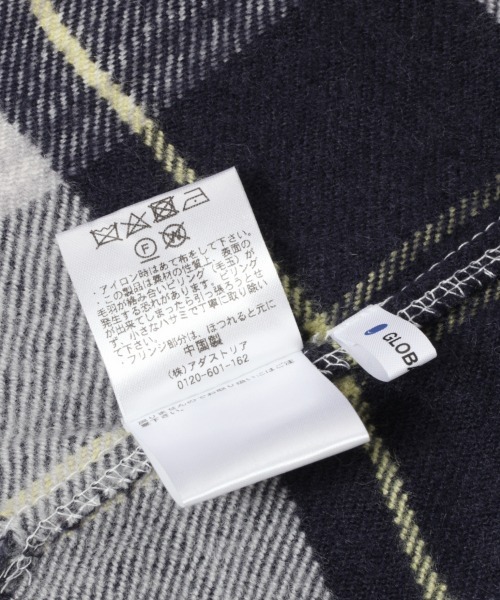 ・アイロン時はあて布をして下さい。
・この製品は素材の性質上、表面の
毛羽が絡み合いピリング(毛玉)が
発生する恐れがあります。ピリング
が出来てしまったら引っ張ろうとせ
ず、小さなハサミで丁寧に取り除い
て下さい。
・フリンジ部分は、ほつれると元に
中国製
(株)アダストリア
0120-601-162
GLOB